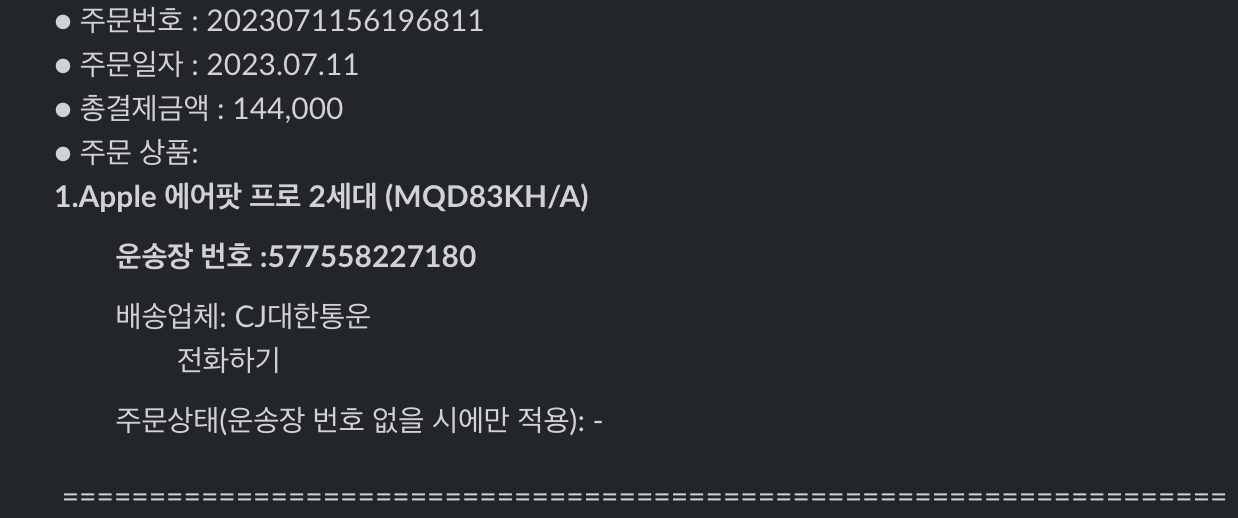 ● 주문번호 : 2023071156196811
● 주문일자 : 2023.07.11
● 총결제금액 : 144,000
● 주문 상품:
1.Apple 에어팟 프로 2세대 (MQD83KH/A)
운송장 번호 :577558227180
배송업체: CJ대한통운
전화하기
주문상태(운송장 번호 없을 시에만 적용): -
====================================================================